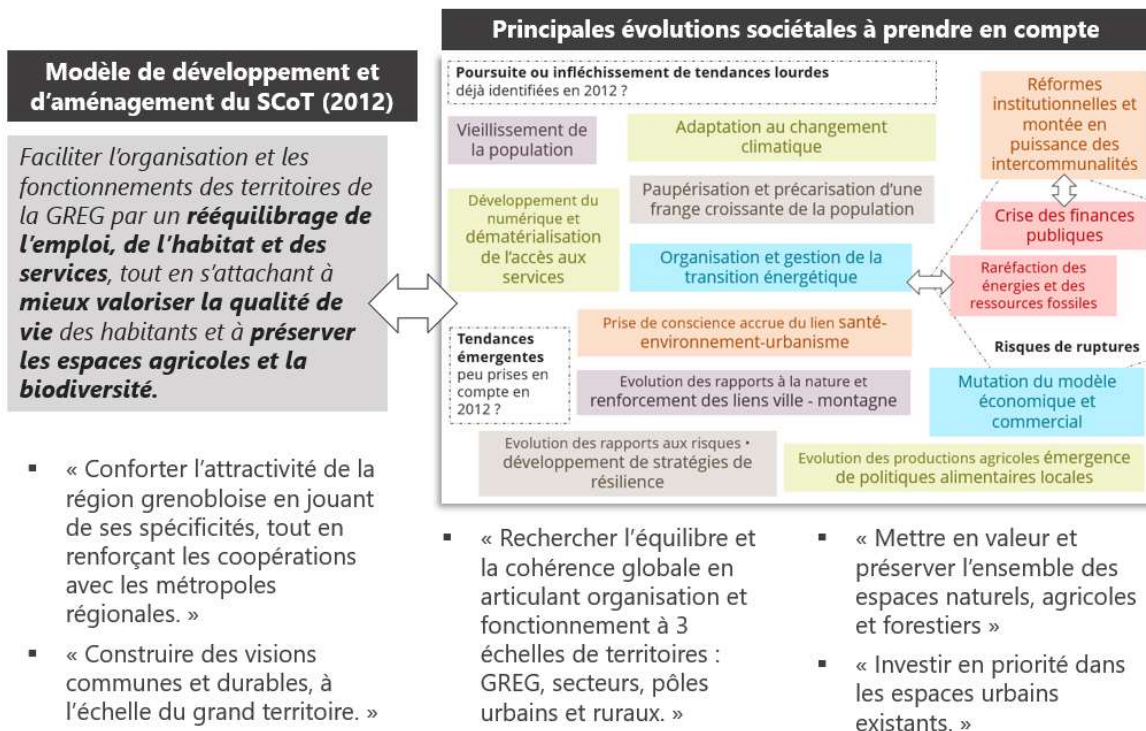 Modèle de développement et
d'aménagement du SCoT (2012)
Faciliter l'organisation et les
fonctionnements des territoires de
la GREG par un rééquilibrage de
l'emploi, de l'habitat et des
services, tout en s'attachant à
mieux valoriser la qualité de
vie des habitants et à préserver
les espaces agricoles et la
biodiversité.
Principales évolutions sociétales à prendre en compte
Poursuite ou infléchissement de tendances lourdes
déjà identifiées en 2012 ?
Vieillissement de
la population
Adaptation au changement
climatique
Réformes
institutionnelles et
montée en
puissance des
intercommunalités
Développement du
numérique et
dématérialisation
de l'accès aux
services
Paupérisation et précarisation d'une
frange croissante de la population
Crise des finances
publiques
Organisation et gestion de la
transition énergétique
Raréfaction des
énergies et des
ressources fossiles
Tendances
émergentes
peu prises en
compte en
2012 ?
Prise de conscience accrue du lien santé-
environnement-urbanisme
Risques de ruptures
Evolution des rapports à la nature et
renforcement des liens ville - montagne
Mutation du modèle
économique et
commercial
Evolution des rapports aux risques •
développement de stratégies de
résilience
Evolution des productions agricoles émergence
de politiques alimentaires locales
▪ « Conforter l'attractivité de la
région grenobloise en jouant
de ses spécificités, tout en
renforçant les coopérations
avec les métropoles
régionales. »
▪ « Construire des visions
communes et durables, à
l'échelle du grand territoire. »
▪ « Rechercher l'équilibre et
la cohérence globale en
articulant organisation et
fonctionnement à 3
échelles de territoires :
GREG, secteurs, pôles
urbains et ruraux. »
▪ « Mettre en valeur et
préserver l'ensemble des
espaces naturels, agricoles
et forestiers »
▪ « Investir en priorité dans
les espaces urbains
existants. »